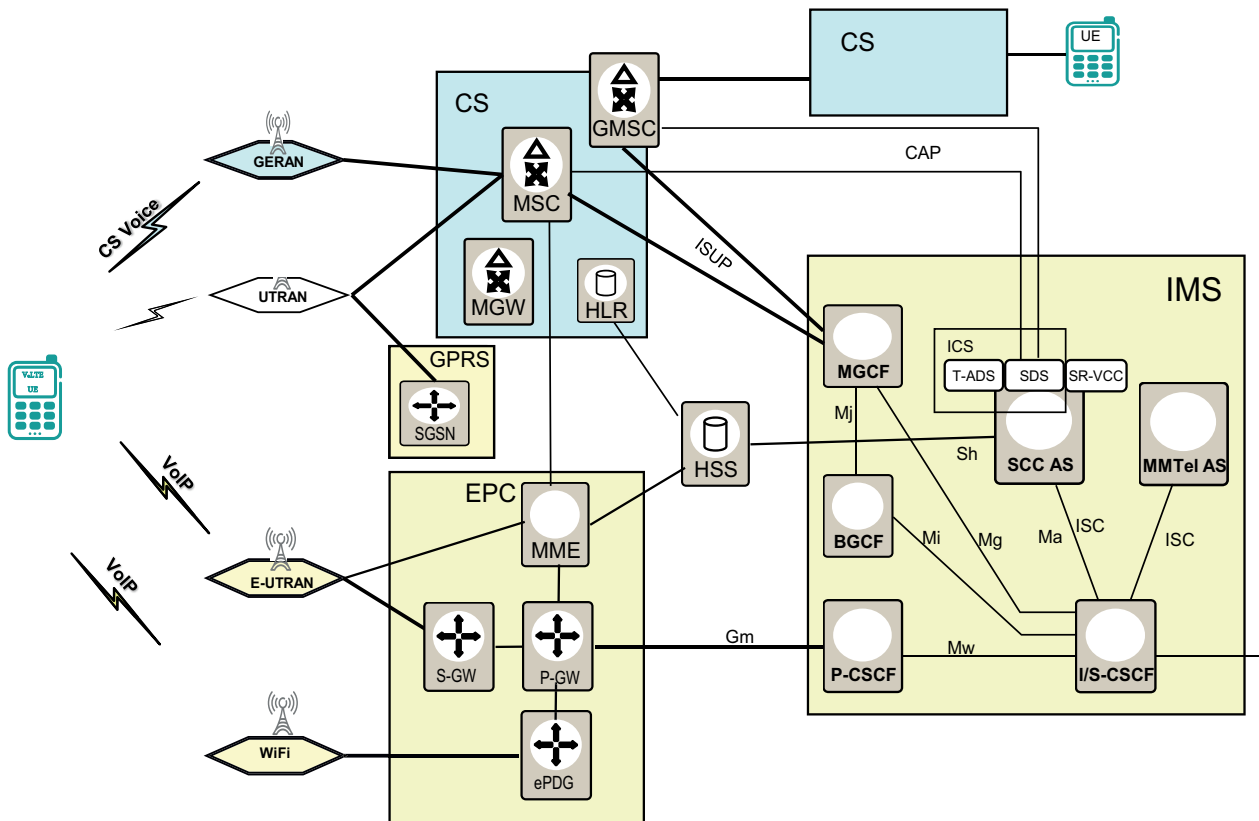 CS
UE
CS
GMSC
CAP
GERAN
MSC
CS Voice
ISUP
IMS
UTRAN
MGW
HLR
ICS
GPRS
T-ADS
SDS
SR-VCC
MGCF
VoLTE
UE
SGSN
Mj
HSS
Sh
SCC AS
MMTel AS
VoIP
EPC
BGCF
Mi
Mg
Ma
ISC
ISC
MME
VoIP
E-UTRAN
Gm
Mw
S-GW
P-GW
P-CSCF
I/S-CSCF
WiFi
ePDG